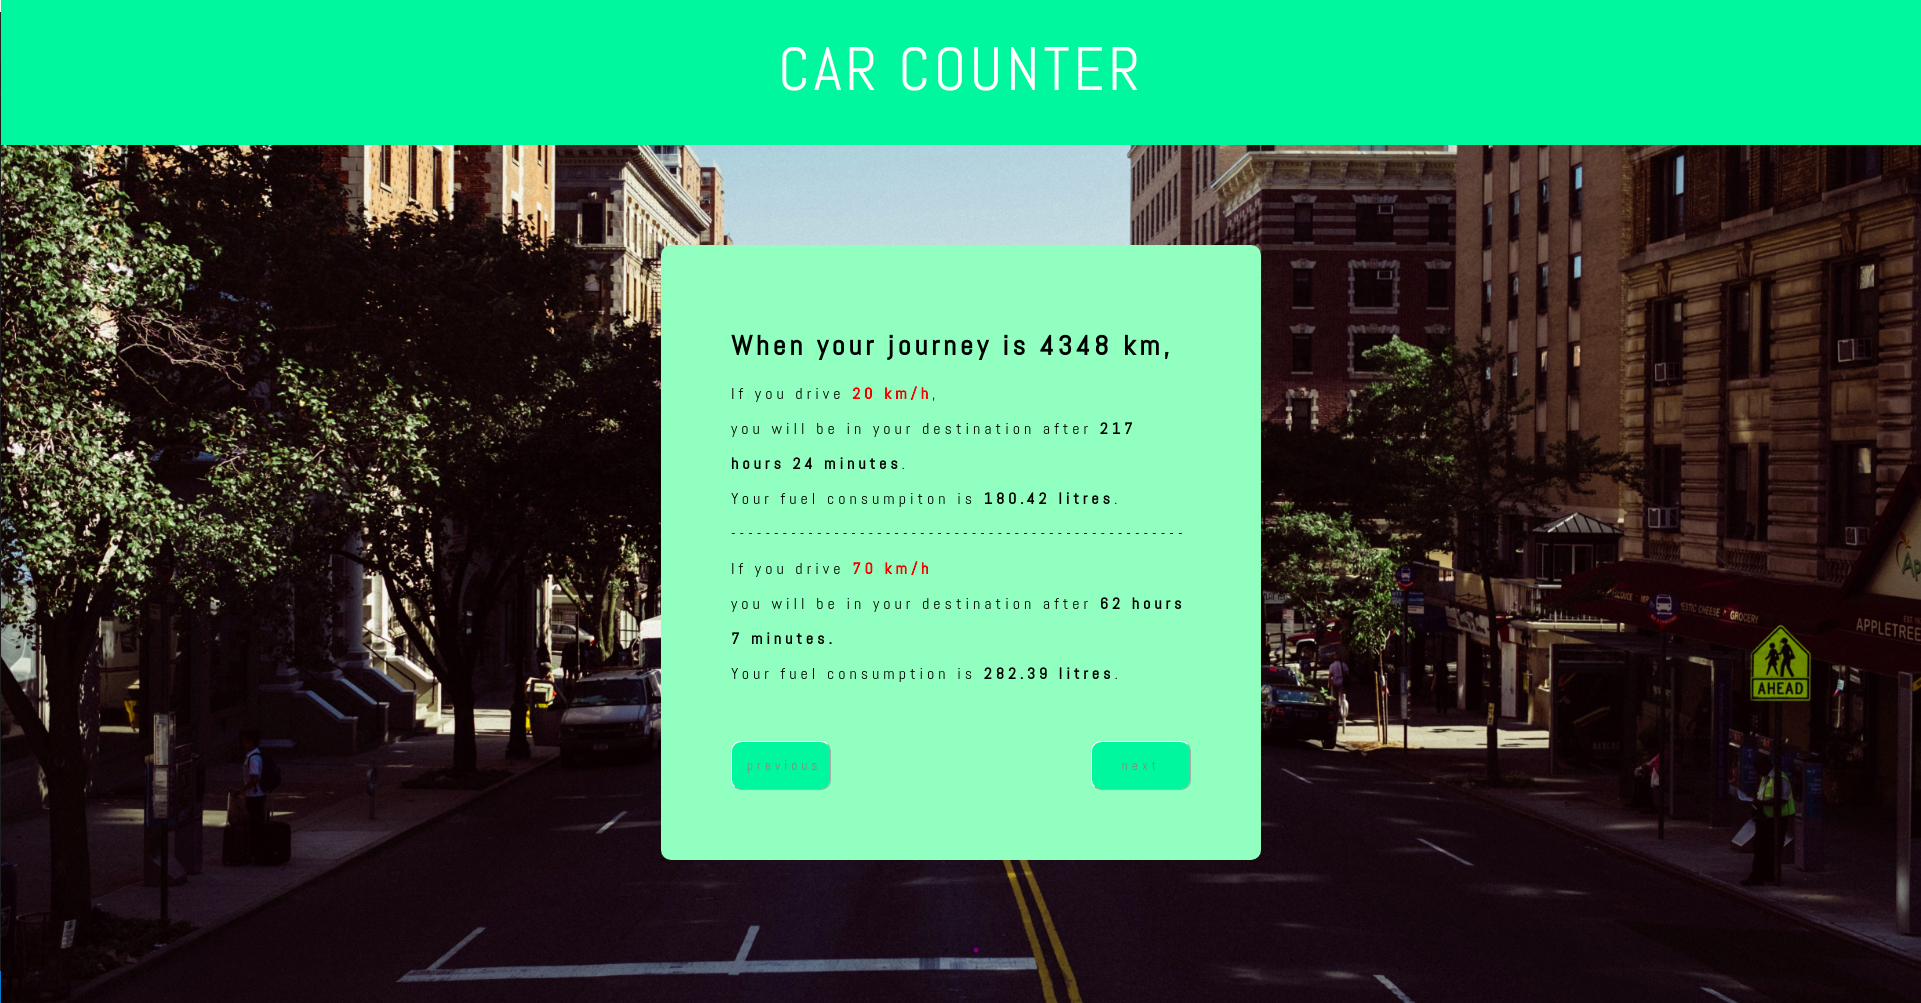 CAR COUNTER
When your journey is 4348 km,
If you drive 20 km/h,
you will be in your destination after 217
hours 24 minutes.
Your fuel consumpiton is 180.42 litres.
-----------------------------------------------------
If you drive 70 km/h
you will be in your destination after 62 hours
7 minutes.
Your fuel consumption is 282.39 litres.
previous
next
CHEESE
GROCERY
APPLETREE
AHEAD